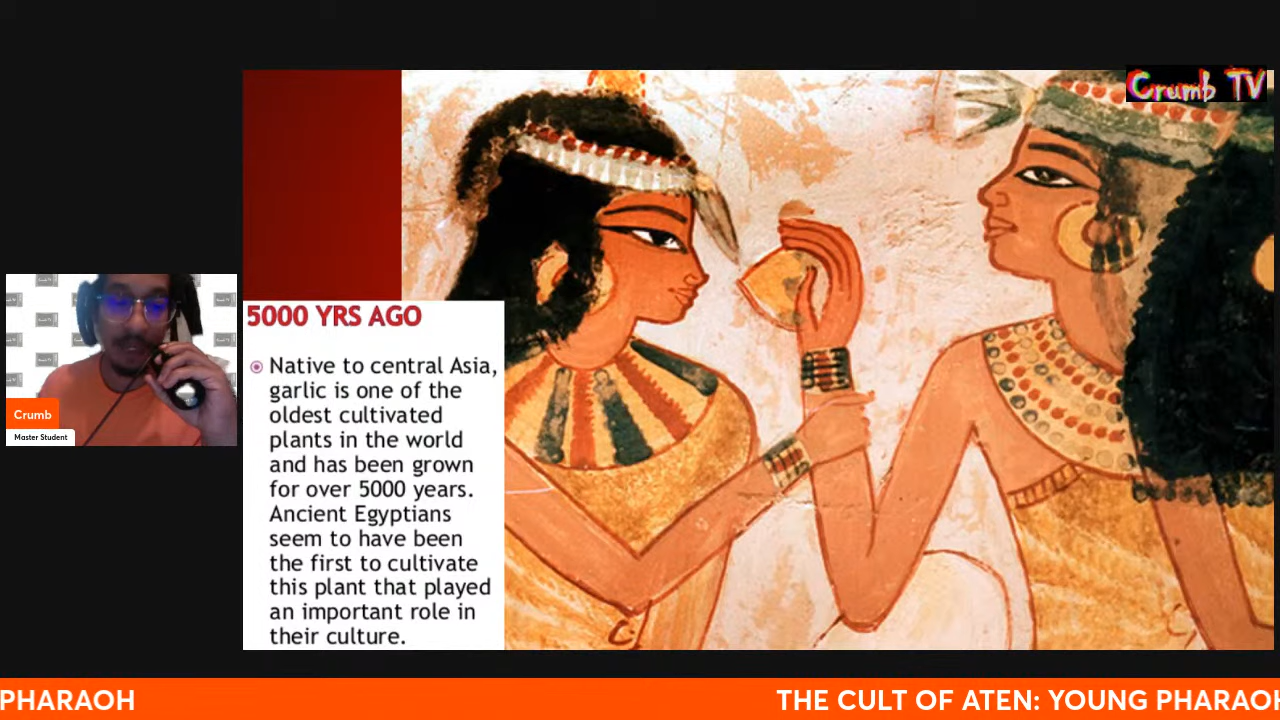 Crumb TV
5000 YRS AGO
Native to central Asia,
garlic is one of the
oldest cultivated
plants in the world
and has been grown
for over 5000 years.
Ancient Egyptians
seem to have been
the first to cultivate
this plant that played
an important role in
their culture.
Crumb
Master Student
PHARAOH
THE CULT OF ATEN: YOUNG PHARAOH